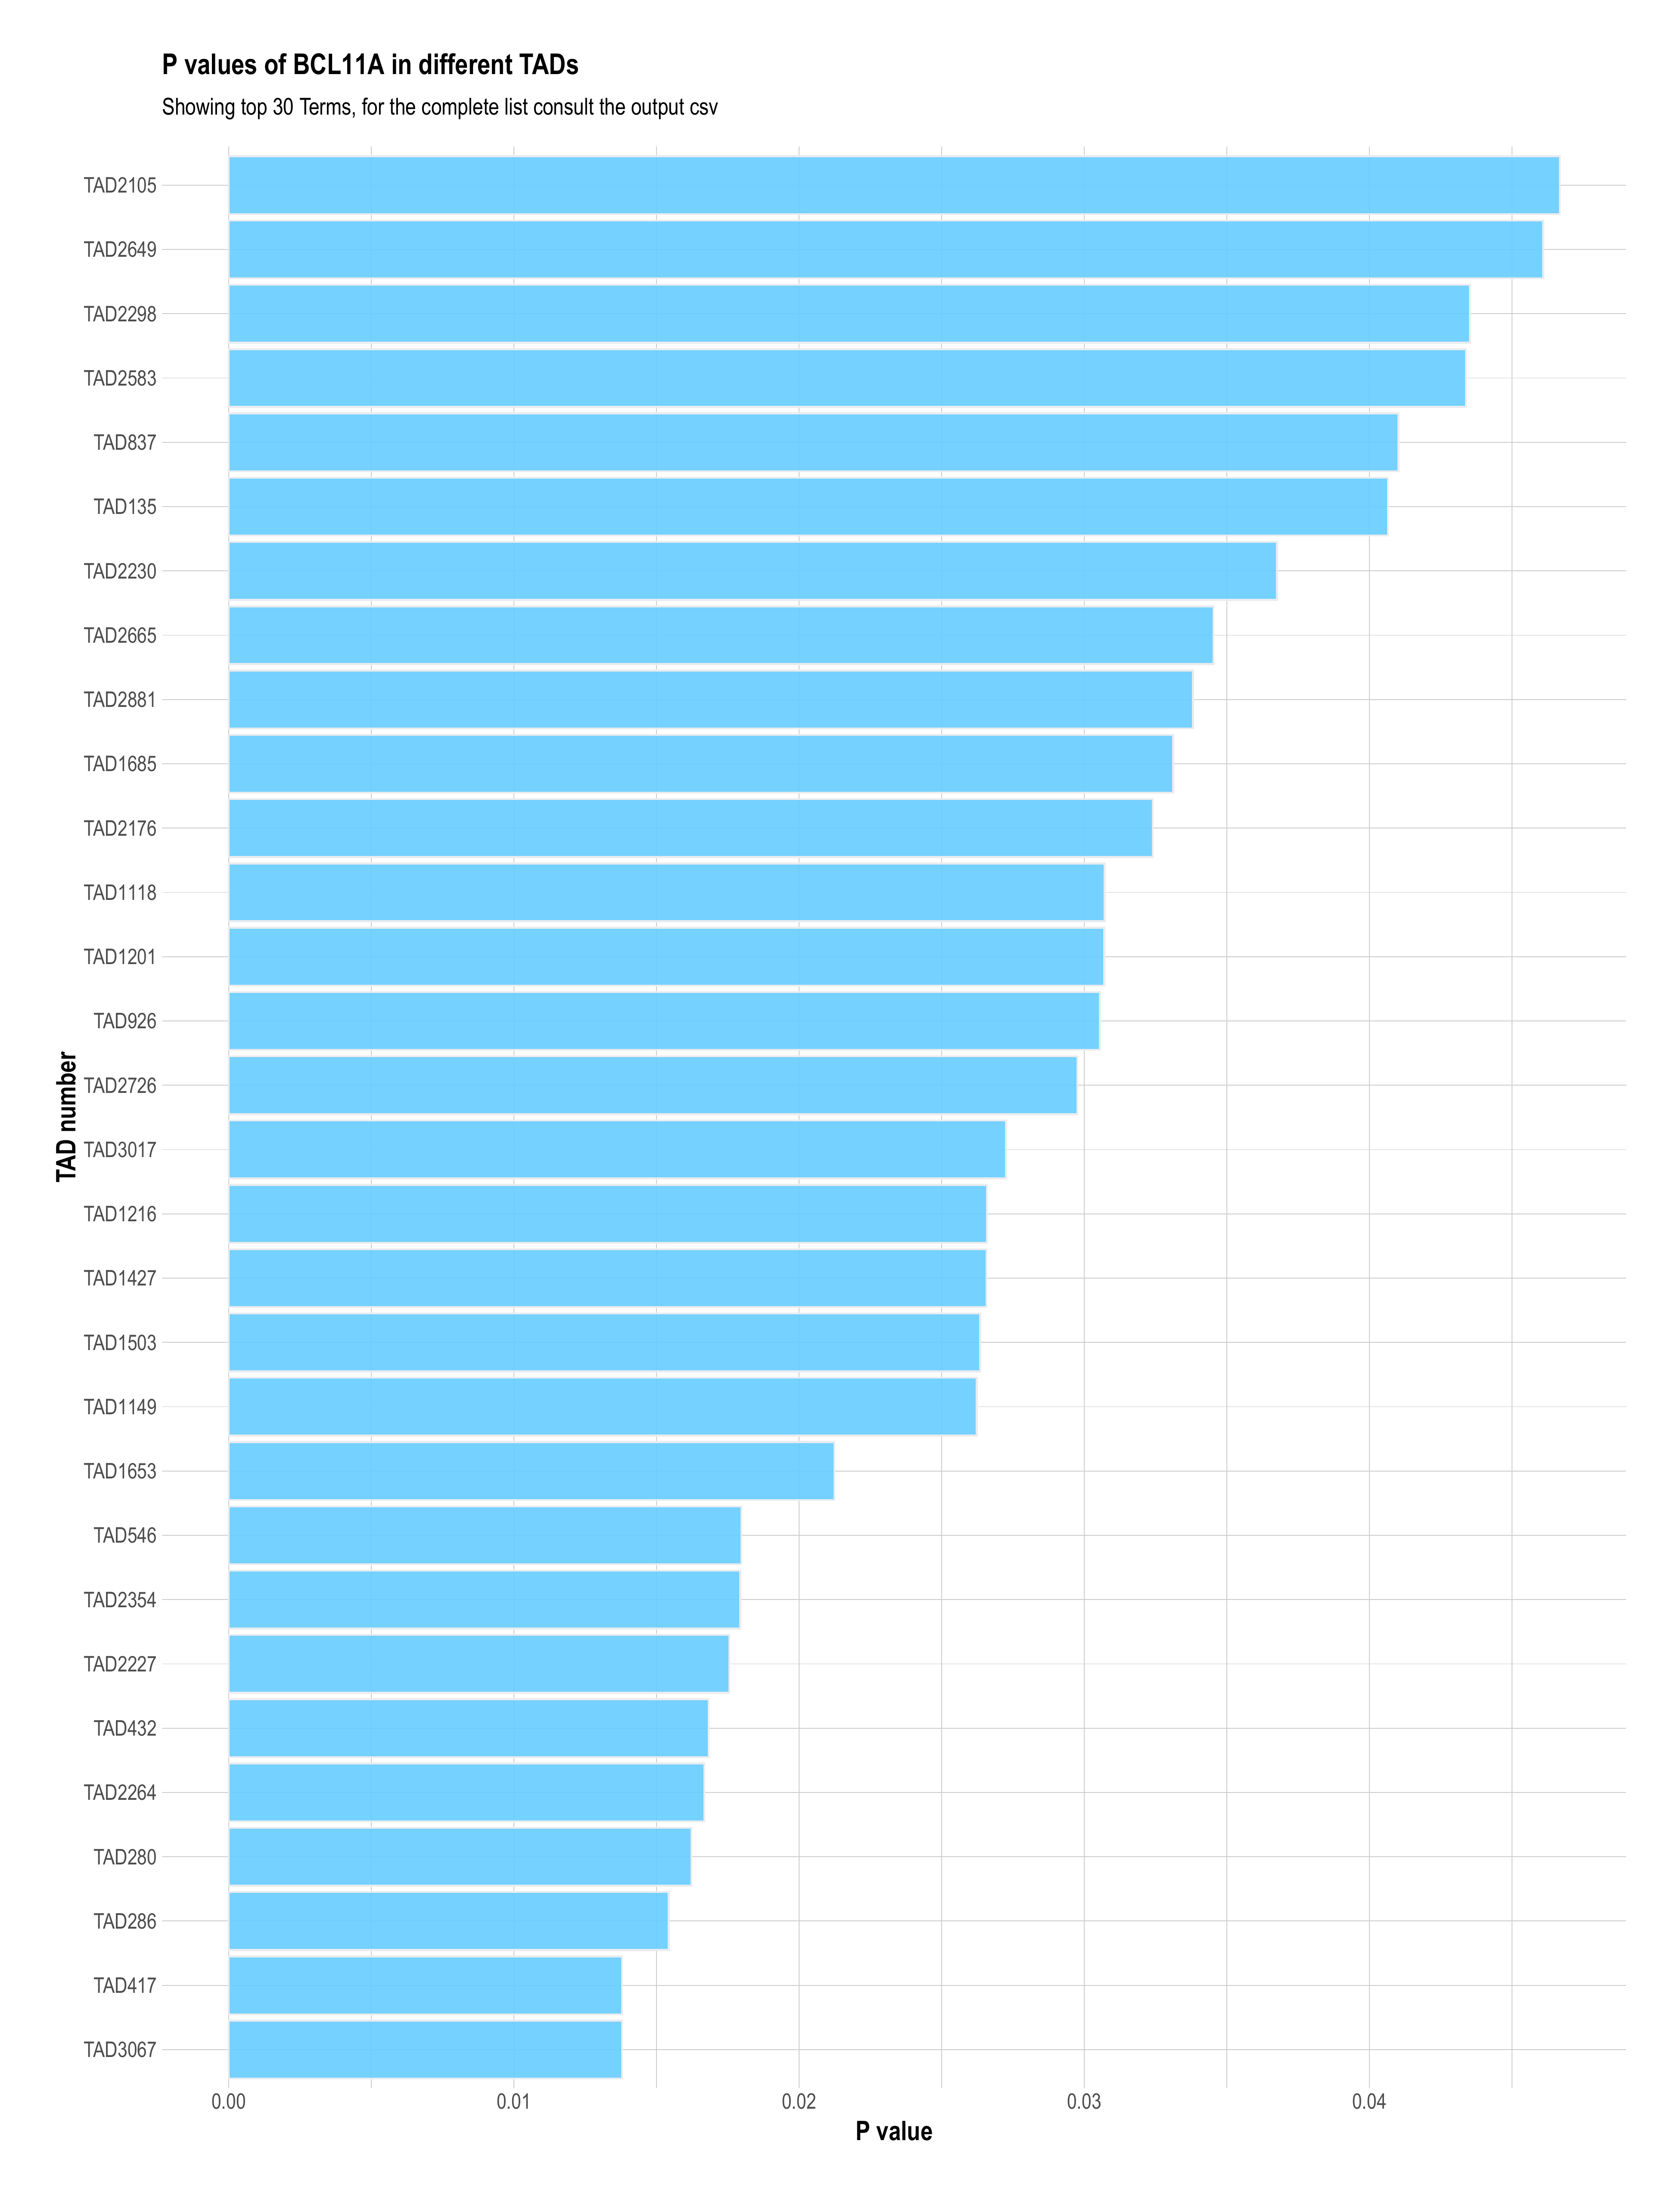 P values of BCL11A in different TADs
Showing top 30 Terms, for the complete list consult the output csv
TAD number
TAD2105
TAD2649
TAD2298
TAD2583
TAD837
TAD135
TAD2230
TAD2665
TAD2881
TAD1685
TAD2176
TAD1118
TAD1201
TAD926
TAD2726
TAD3017
TAD1216
TAD1427
TAD1503
TAD1149
TAD1653
TAD546
TAD2354
TAD2227
TAD432
TAD2264
TAD280
TAD286
TAD417
TAD3067
0.00 0.01 0.02 0.03 0.04
P value